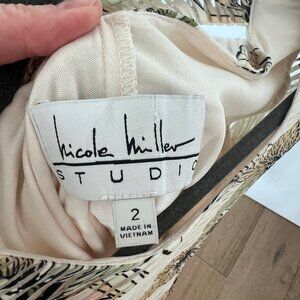 Nicole Miller
STUDIO
2
MADE IN
VIETNAM